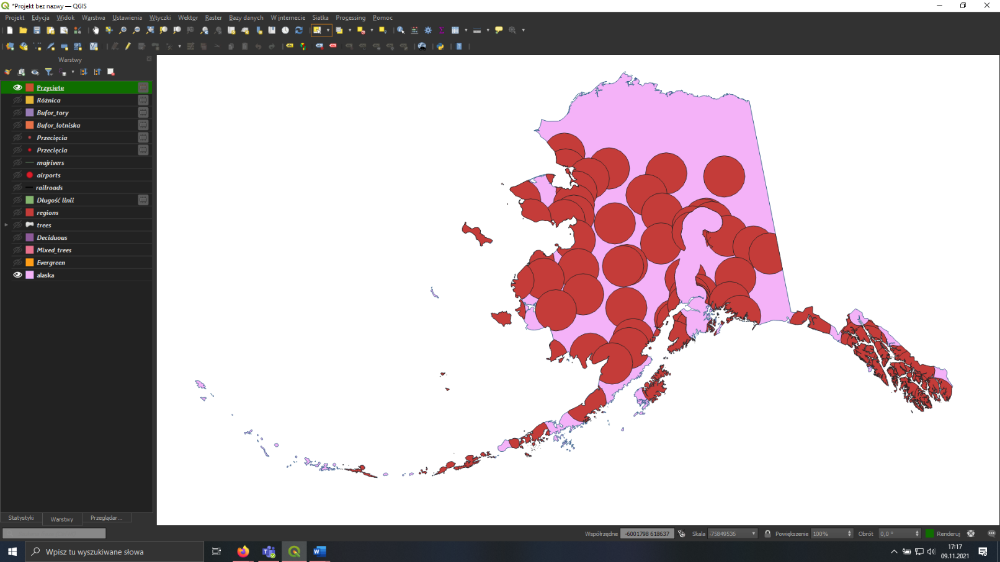 *Projekt bez nazwy — QGIS
Projekt Edycja Widok Warstwa Ustawienia Wtyczki Wektor Raster Bazy danych W internecie Siatka Processing Pomoc
Warstwy
Przyciete
Różnica
Bufor_tory
Bufor_lotniska
Przecięcia
Przecięcia
majrivers
airports
railroads
Długość linii
regions
trees
Deciduous
Mixed_trees
Evergreen
alaska
Statystyki Warstwy Przeglądar...
Współrzędne -6001798 618637 Skala Powiększenie 100% Obrót 0,0 ° Renderuj
Wpisz tu wyszukiwane słowa
17:17
09.11.2021